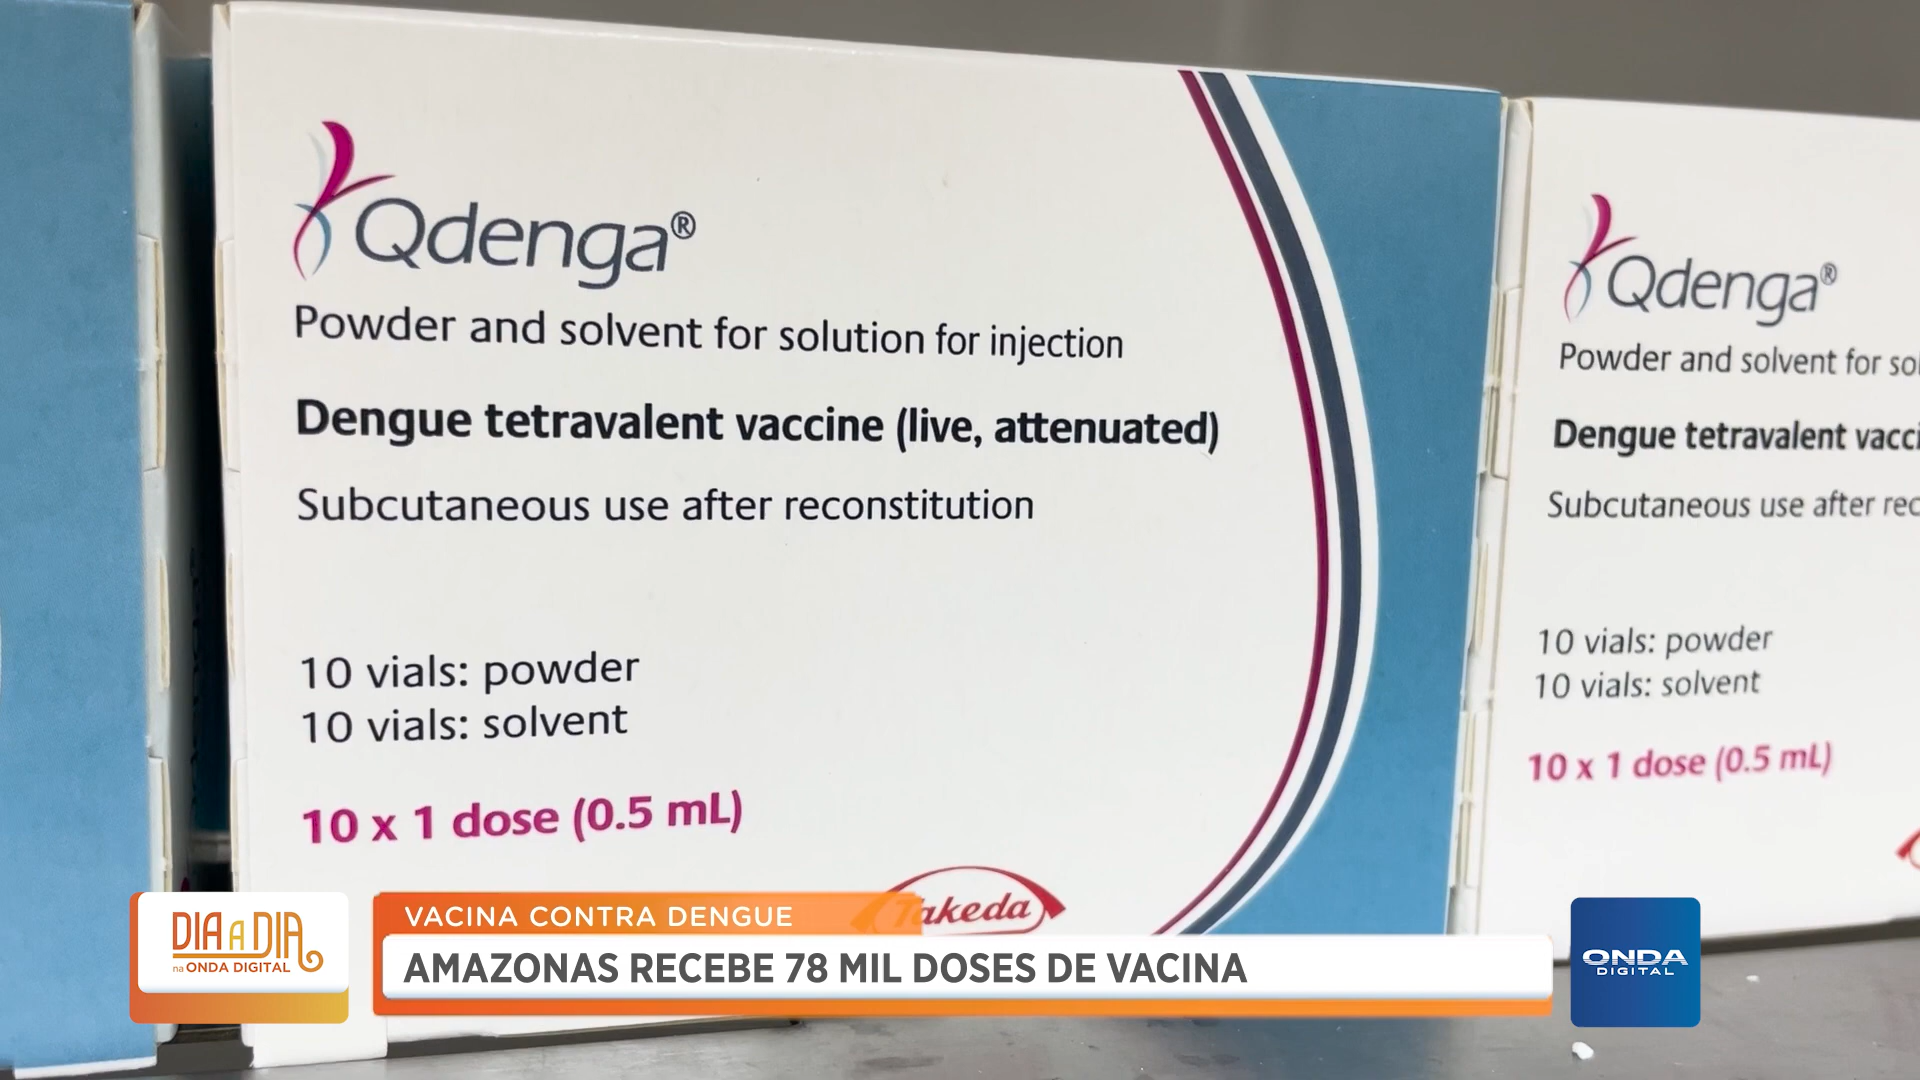 Qdenga®
Powder and solvent for solution for injection
Dengue tetravalent vaccine (live, attenuated)
Subcutaneous use after reconstitution
10 vials: powder
10 vials: solvent
10 x 1 dose (0.5 mL)
Takeda
Qdenga®
Powder and solvent for
Dengue tetravalent
Subcutaneous use after
10 vials: powder
10 vials: solvent
10 x 1 dose (0.5 mL)
DIA A DIA
na ONDA DIGITAL
VACINA CONTRA DENGUE
AMAZONAS RECEBE 78 MIL DOSES DE VACINA
ONDA
DIGITAL